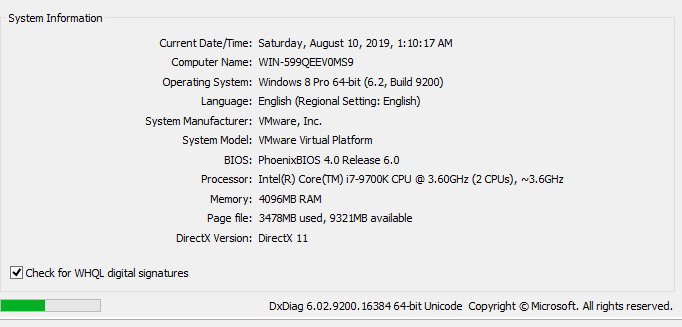 System Information
Current Date/Time: Saturday, August 10, 2019, 1:10:17 AM
Computer Name: WIN-599QEEV0MS9
Operating System: Windows 8 Pro 64-bit (6.2, Build 9200)
Language: English (Regional Setting: English)
System Manufacturer: VMware, Inc.
System Model: VMware Virtual Platform
BIOS: PhoenixBIOS 4.0 Release 6.0
Processor: Intel(R) Core(TM) i7-9700K CPU @ 3.60GHz (2 CPUs), ~3.6GHz
Memory: 4096MB RAM
Page file: 3478MB used, 9321MB available
DirectX Version: DirectX 11
Check for WHQL digital signatures
DxDiag 6.02.9200.16384 64-bit Unicode Copyright © Microsoft. All rights reserved.